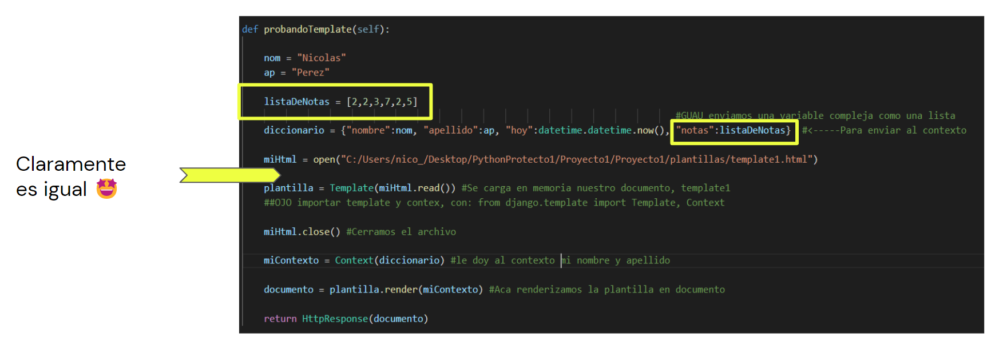 Claramente
es igual 🤩
def probandoTemplate(self):
nom = "Nicolas"
ap = "Perez"
listaDeNotas = [2,2,3,7,2,5]
#GUAU enviamos una variable compleja como una lista
diccionario = {"nombre":nom, "apellido":ap, "hoy":datetime.datetime.now(), "notas":listaDeNotas} #<-----Para enviar al contexto
miHtml = open("C:/Users/nico_/Desktop/PythonProtecto1/Proyecto1/Proyecto1/plantillas/template1.html")
plantilla = Template(miHtml.read()) #Se carga en memoria nuestro documento, template1
##OJO importar template y contex, con: from django.template import Template, Context
miHtml.close() #Cerramos el archivo
miContexto = Context(diccionario) #le doy al contexto mi nombre y apellido
documento = plantilla.render(miContexto) #Aca renderizamos la plantilla en documento
return HttpResponse(documento)